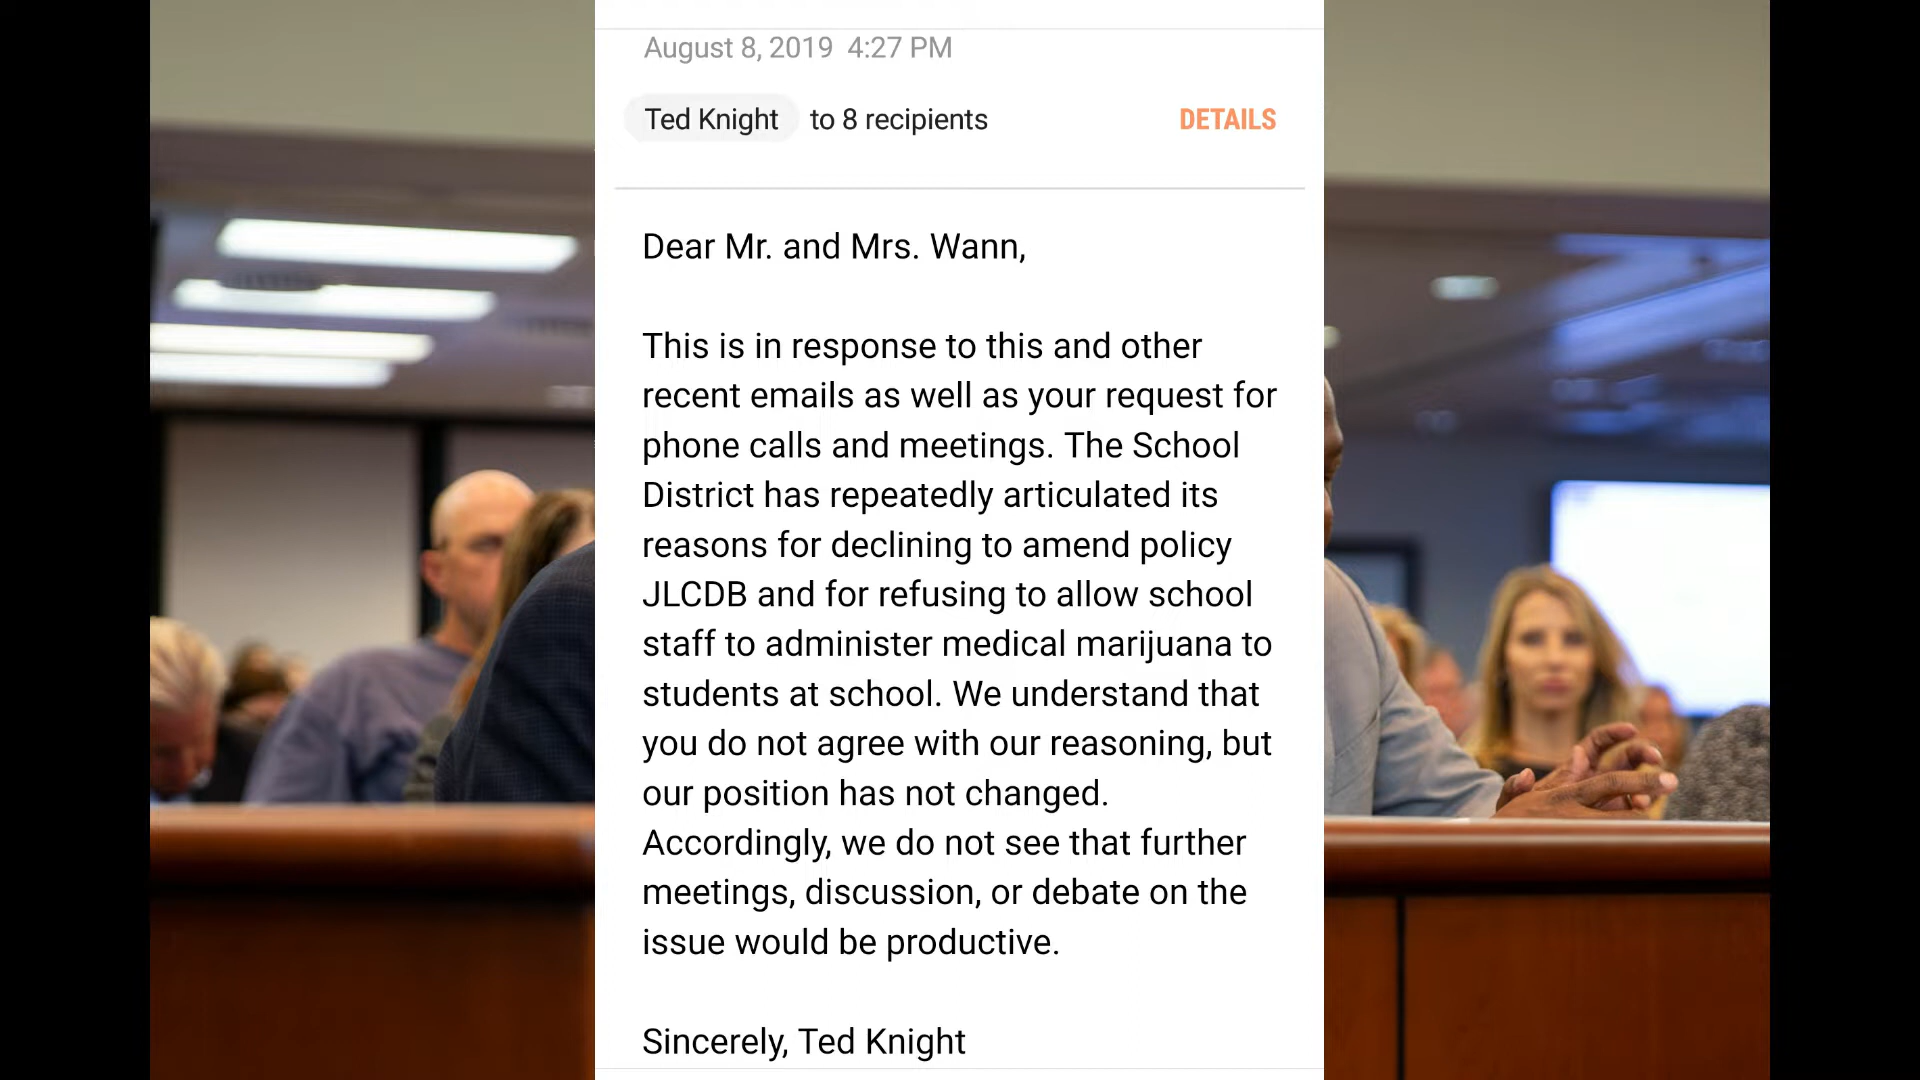 August 8, 2019 4:27 PM
Ted Knight to 8 recipients DETAILS
Dear Mr. and Mrs. Wann,
This is in response to this and other
recent emails as well as your request for
phone calls and meetings. The School
District has repeatedly articulated its
reasons for declining to amend policy
JLCDB and for refusing to allow school
staff to administer medical marijuana to
students at school. We understand that
you do not agree with our reasoning, but
our position has not changed.
Accordingly, we do not see that further
meetings, discussion, or debate on the
issue would be productive.
Sincerely, Ted Knight